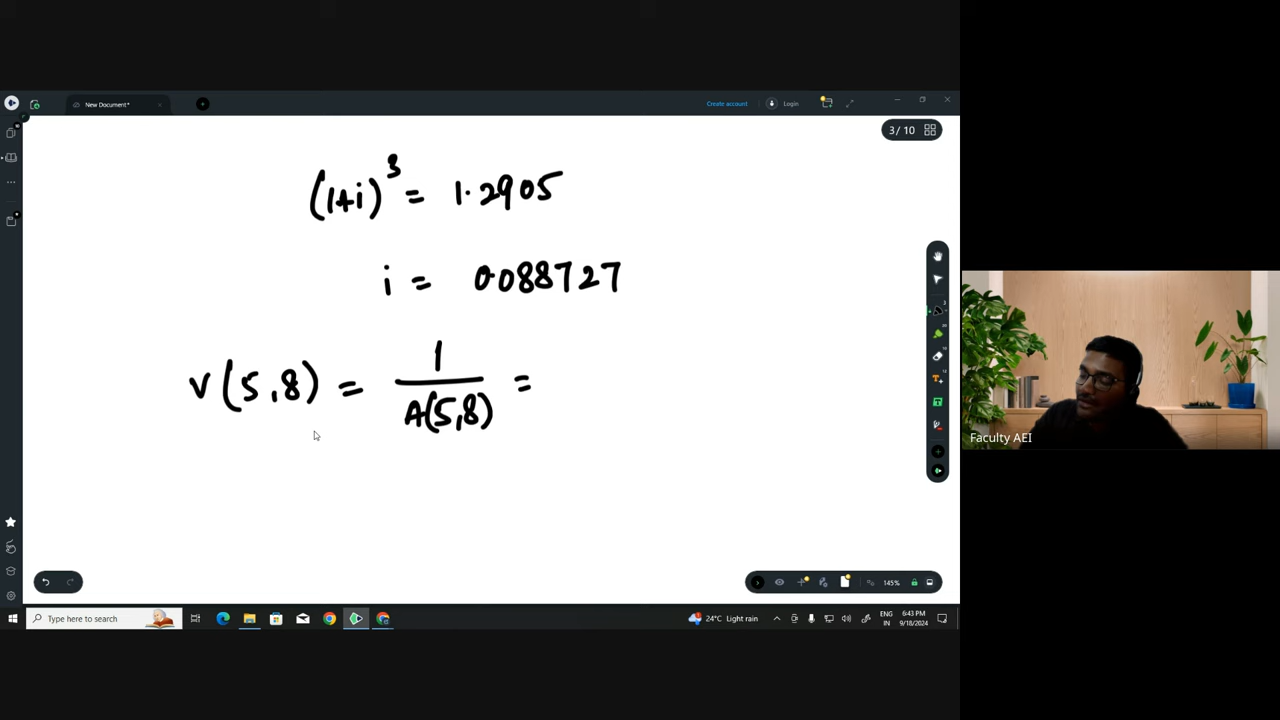 New Document*
Create account
Login
3/10
(1+i)^3 = 1.2905
i = 0.088727
V(5,8) = 1/A(5,8) =
Faculty AEI
145%
Type here to search
24°C Light rain
ENG
IN
6:43 PM
9/18/2024